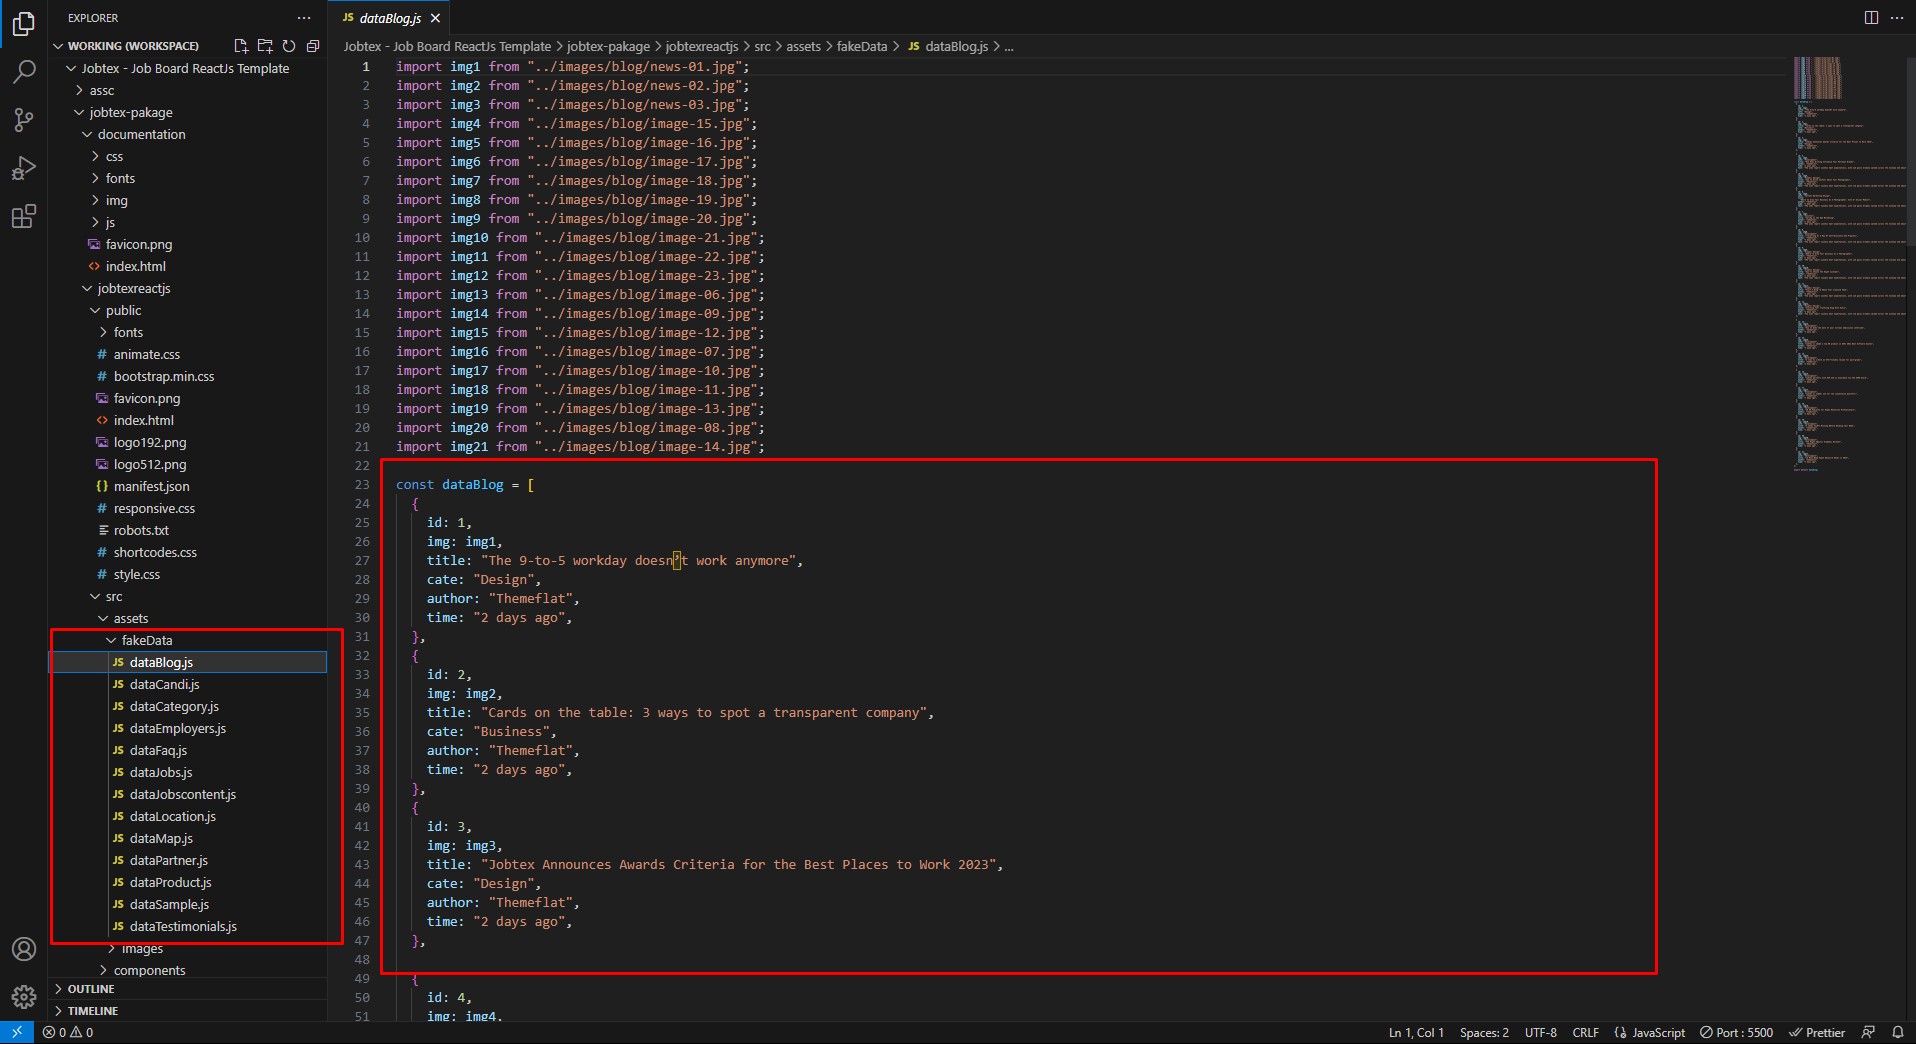 EXPLORER
WORKING (WORKSPACE)
Jobtex - Job Board ReactJs Template
assc
jobtex-pakage
documentation
css
fonts
img
js
favicon.png
index.html
jobtexreactjs
public
fonts
# animate.css
# bootstrap.min.css
favicon.png
<> index.html
logo192.png
logo512.png
{} manifest.json
# responsive.css
robots.txt
# shortcodes.css
# style.css
src
assets
fakeData
JS dataBlog.js
JS dataCandi.js
JS dataCategory.js
JS dataEmployers.js
JS dataFaq.js
JS dataJobs.js
JS dataJobscontent.js
JS dataLocation.js
JS dataMap.js
JS dataPartner.js
JS dataProduct.js
JS dataSample.js
JS dataTestimonials.js
images
components
OUTLINE
TIMELINE
JS dataBlog.js
Jobtex - Job Board ReactJs Template > jobtex-pakage > jobtexreactjs > src > assets > fakeData > JS dataBlog.js > ...
1 import img1 from "../images/blog/news-01.jpg";
2 import img2 from "../images/blog/news-02.jpg";
3 import img3 from "../images/blog/news-03.jpg";
4 import img4 from "../images/blog/image-15.jpg";
5 import img5 from "../images/blog/image-16.jpg";
6 import img6 from "../images/blog/image-17.jpg";
7 import img7 from "../images/blog/image-18.jpg";
8 import img8 from "../images/blog/image-19.jpg";
9 import img9 from "../images/blog/image-20.jpg";
10 import img10 from "../images/blog/image-21.jpg";
11 import img11 from "../images/blog/image-22.jpg";
12 import img12 from "../images/blog/image-23.jpg";
13 import img13 from "../images/blog/image-06.jpg";
14 import img14 from "../images/blog/image-09.jpg";
15 import img15 from "../images/blog/image-12.jpg";
16 import img16 from "../images/blog/image-07.jpg";
17 import img17 from "../images/blog/image-10.jpg";
18 import img18 from "../images/blog/image-11.jpg";
19 import img19 from "../images/blog/image-13.jpg";
20 import img20 from "../images/blog/image-08.jpg";
21 import img21 from "../images/blog/image-14.jpg";
22
23 const dataBlog = [
24 {
25 id: 1,
26 img: img1,
27 title: "The 9-to-5 workday doesn’t work anymore",
28 cate: "Design",
29 author: "Themeflat",
30 time: "2 days ago",
31 },
32 {
33 id: 2,
34 img: img2,
35 title: "Cards on the table: 3 ways to spot a transparent company",
36 cate: "Business",
37 author: "Themeflat",
38 time: "2 days ago",
39 },
40 {
41 id: 3,
42 img: img3,
43 title: "Jobtex Announces Awards Criteria for the Best Places to Work 2023",
44 cate: "Design",
45 author: "Themeflat",
46 time: "2 days ago",
47 },
48
49 {
50 id: 4,
51 img: img4,
0 0
Ln 1, Col 1 Spaces: 2 UTF-8 CRLF {} JavaScript Port : 5500 Prettier